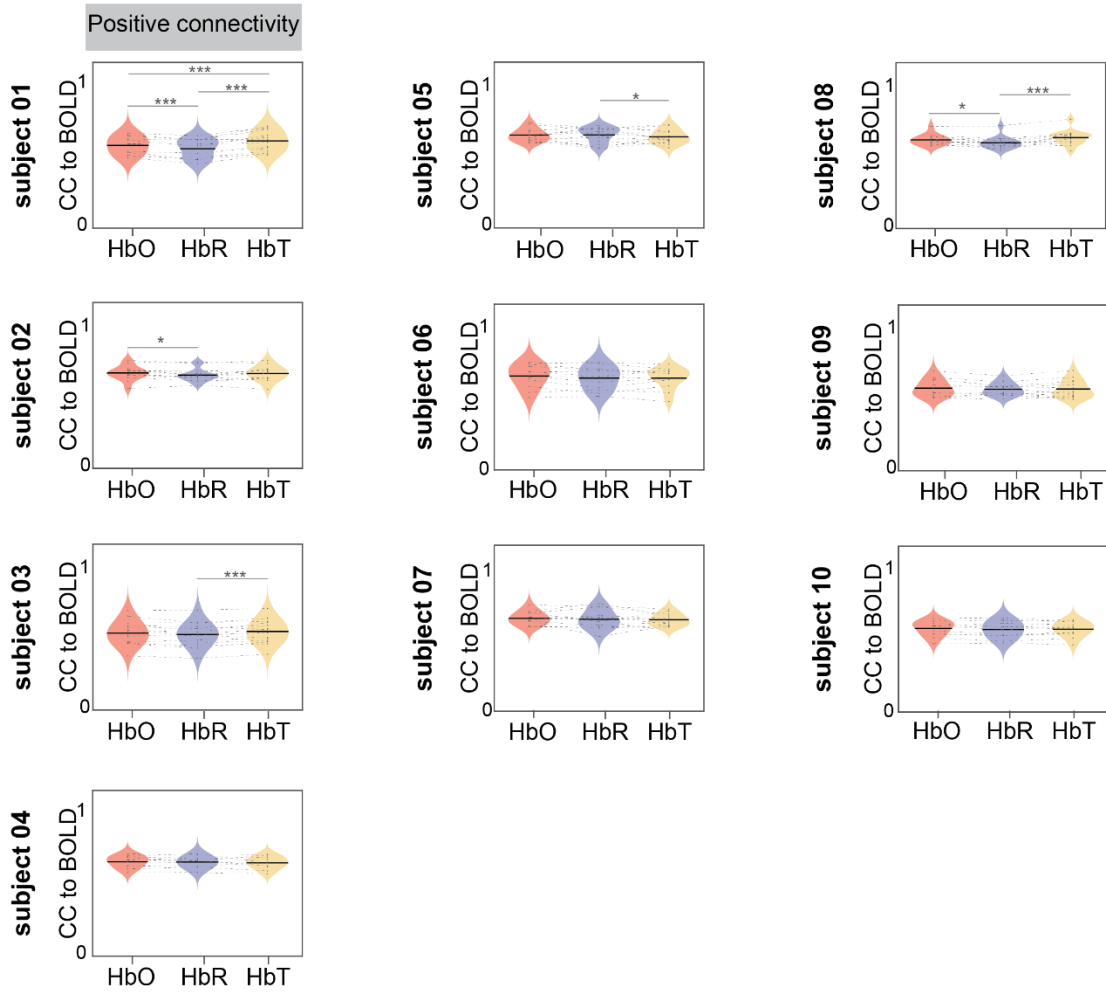 Positive connectivity
subject 01
CC to BOLD
1
0
***
***
***
HbO HbR HbT
subject 05
CC to BOLD
1
0
*
HbO HbR HbT
subject 08
CC to BOLD
1
0
*
***
HbO HbR HbT
subject 02
CC to BOLD
1
0
*
HbO HbR HbT
subject 06
CC to BOLD
1
0
HbO HbR HbT
subject 09
CC to BOLD
1
0
HbO HbR HbT
subject 03
CC to BOLD
1
0
***
HbO HbR HbT
subject 07
CC to BOLD
1
0
HbO HbR HbT
subject 10
CC to BOLD
1
0
HbO HbR HbT
subject 04
CC to BOLD
1
0
HbO HbR HbT